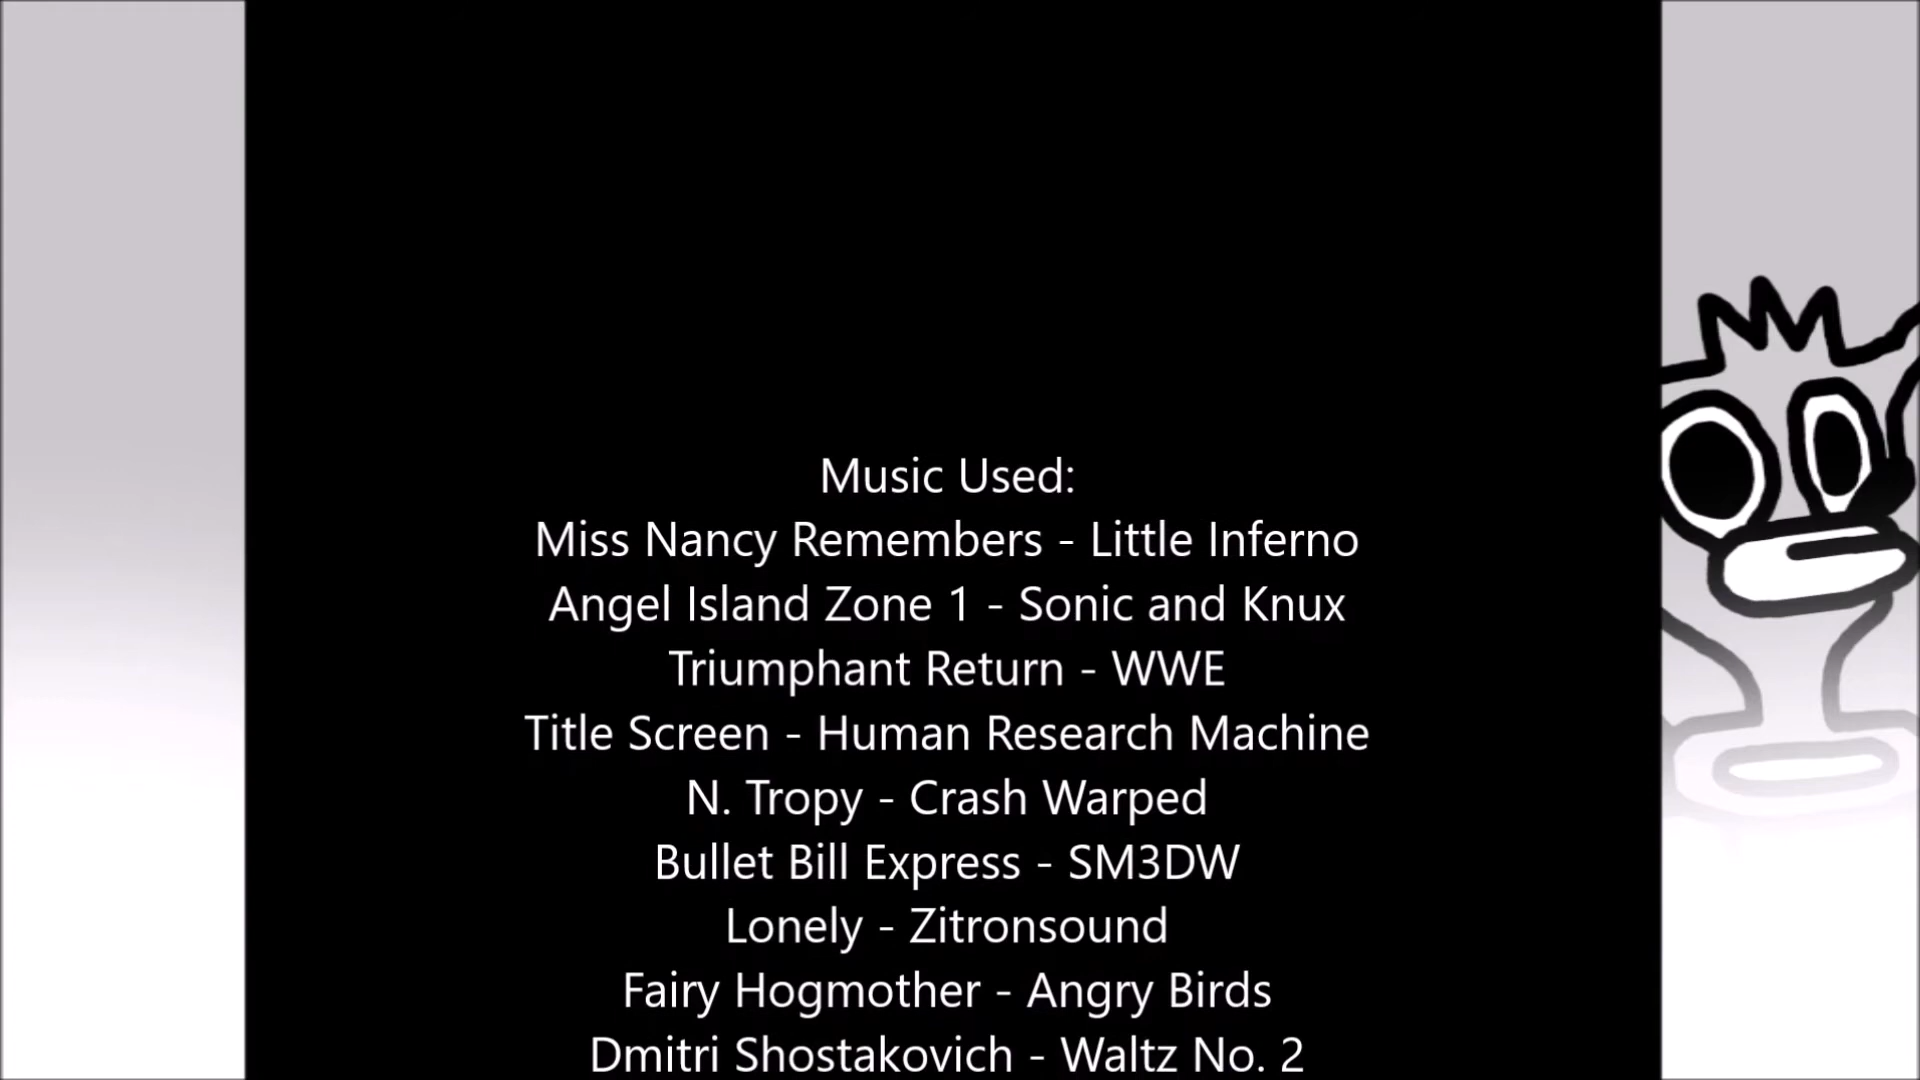 Music Used:
Miss Nancy Remembers - Little Inferno
Angel Island Zone 1 - Sonic and Knux
Triumphant Return - WWE
Title Screen - Human Research Machine
N. Tropy - Crash Warped
Bullet Bill Express - SM3DW
Lonely - Zitronsound
Fairy Hogmother - Angry Birds
Dmitri Shostakovich - Waltz No. 2